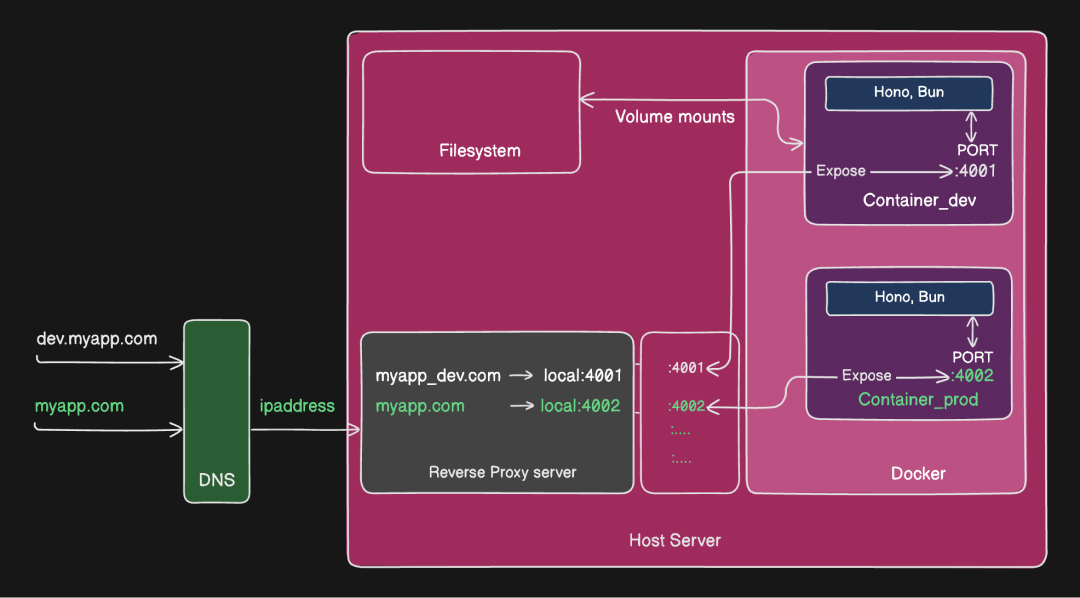 Hono, Bun
Volume mounts
PORT
Filesystem
Expose
:4001
Container_dev
Hono, Bun
dev.myapp.com
PORT
myapp_dev.com
local:4001
:4001
Expose
:4002
myapp.com
ipaddress
myapp.com
local:4002
:4002
Container_prod
:....
:....
DNS
Reverse Proxy server
Docker
Host Server